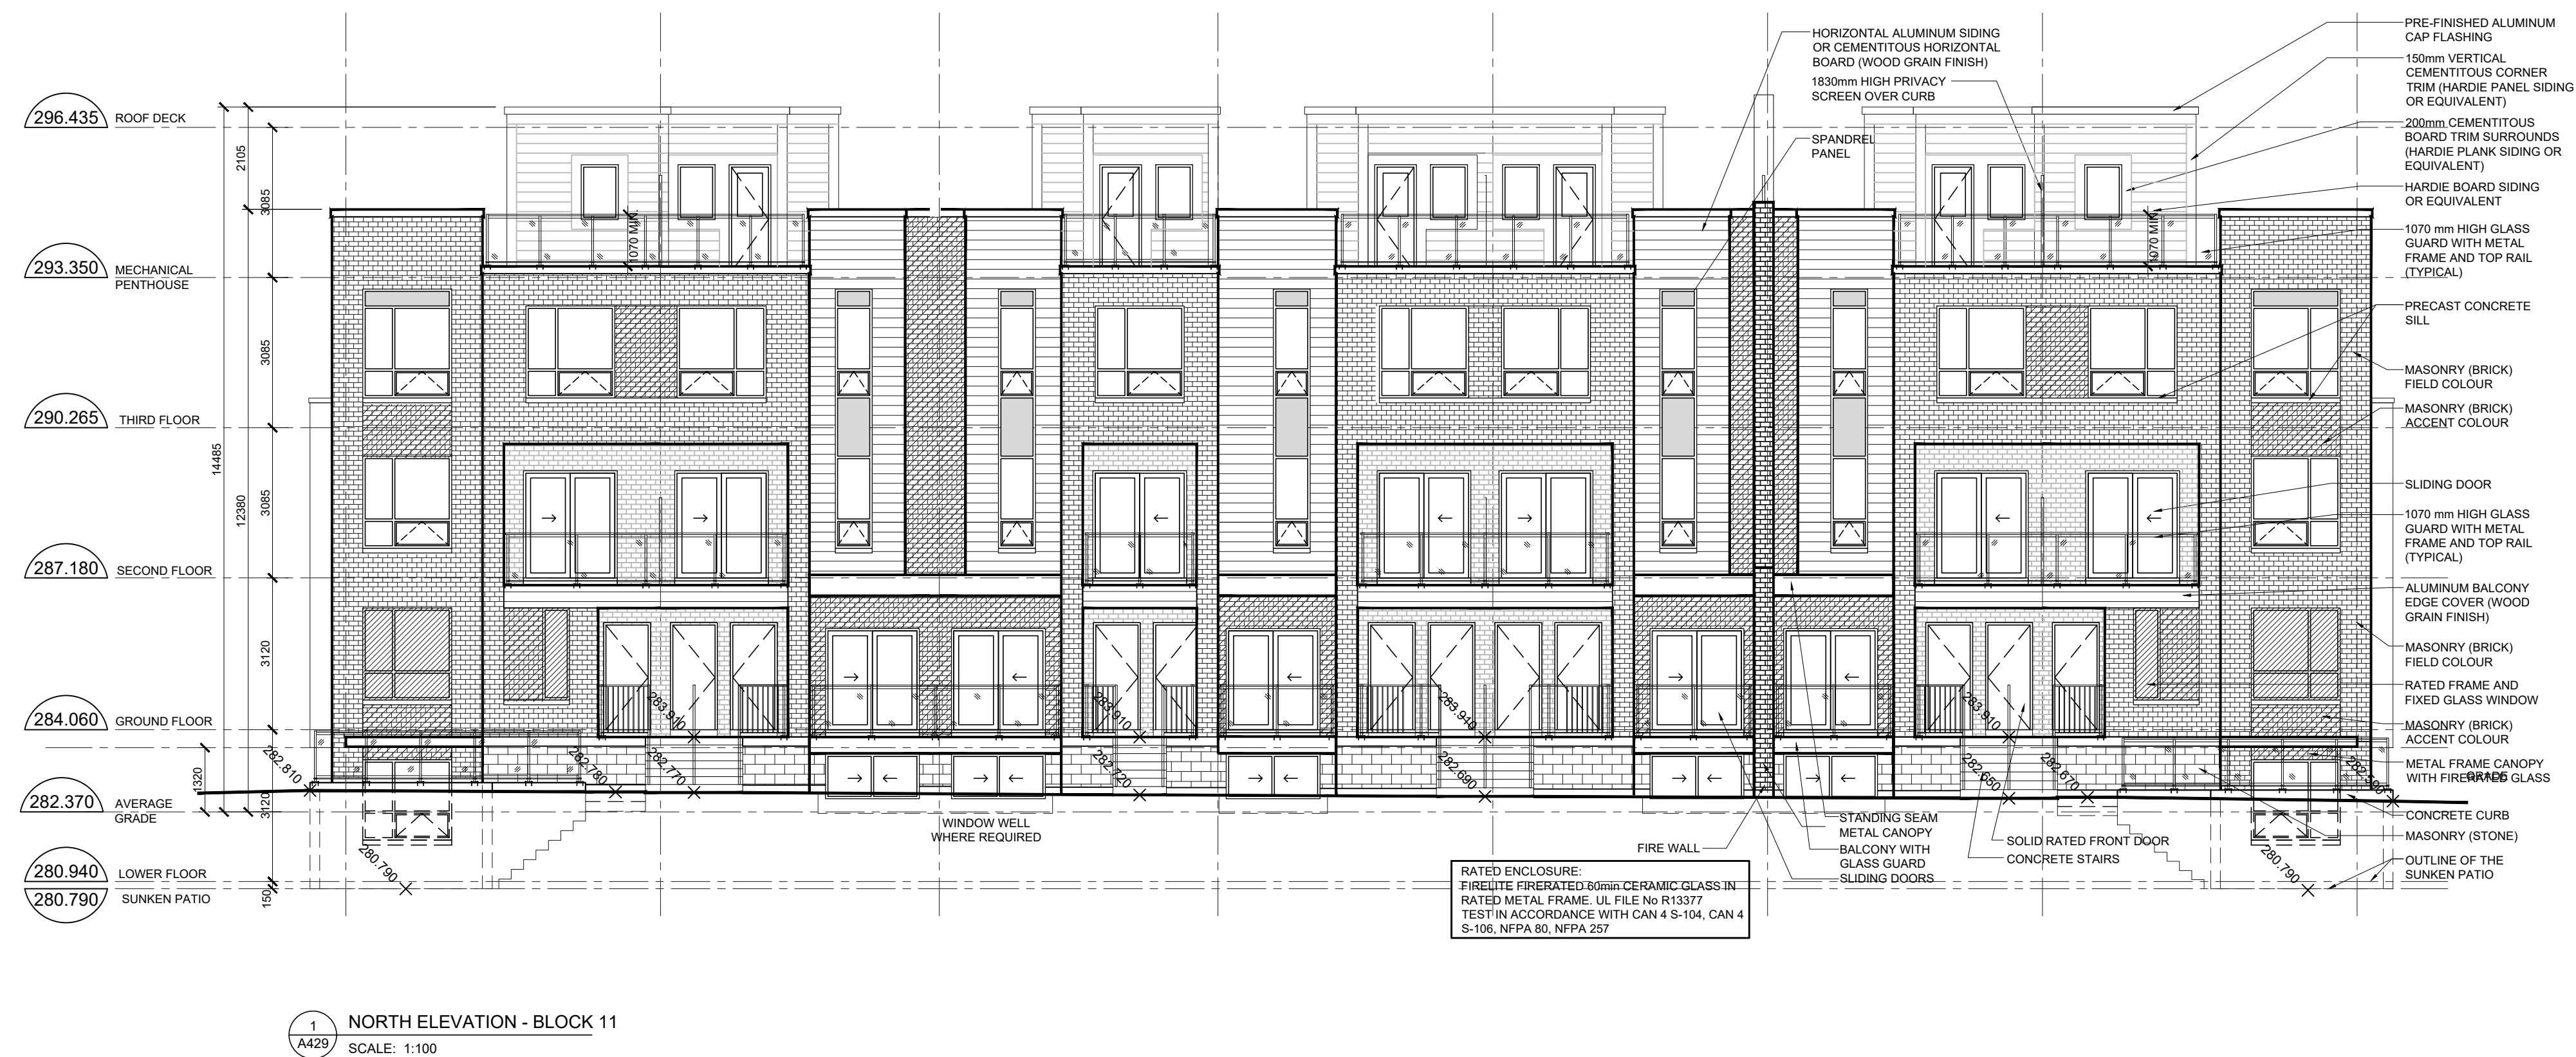 296.435
ROOF DECK
293.350
MECHANICAL
PENTHOUSE
290.265
THIRD FLOOR
287.180
SECOND FLOOR
284.060
GROUND FLOOR
282.370
AVERAGE
GRADE
280.940
LOWER FLOOR
280.790
SUNKEN PATIO
2105
3085
3085
14485
12380
3085
3120
1320
3120
150
1070 MIN.
1070 MIN.
282.810
282.780
282.770
283.910
283.910
282.720
283.910
282.690
283.910
282.650
282.670
282.590
280.790
280.790
HORIZONTAL ALUMINUM SIDING
OR CEMENTITOUS HORIZONTAL
BOARD (WOOD GRAIN FINISH)
1830mm HIGH PRIVACY
SCREEN OVER CURB
SPANDREL
PANEL
PRE-FINISHED ALUMINUM
CAP FLASHING
150mm VERTICAL
CEMENTITOUS CORNER
TRIM (HARDIE PANEL SIDING
OR EQUIVALENT)
200mm CEMENTITOUS
BOARD TRIM SURROUNDS
(HARDIE PLANK SIDING OR
EQUIVALENT)
HARDIE BOARD SIDING
OR EQUIVALENT
1070 mm HIGH GLASS
GUARD WITH METAL
FRAME AND TOP RAIL
(TYPICAL)
PRECAST CONCRETE
SILL
MASONRY (BRICK)
FIELD COLOUR
MASONRY (BRICK)
ACCENT COLOUR
SLIDING DOOR
1070 mm HIGH GLASS
GUARD WITH METAL
FRAME AND TOP RAIL
(TYPICAL)
ALUMINUM BALCONY
EDGE COVER (WOOD
GRAIN FINISH)
MASONRY (BRICK)
FIELD COLOUR
RATED FRAME AND
FIXED GLASS WINDOW
MASONRY (BRICK)
ACCENT COLOUR
METAL FRAME CANOPY
WITH FIRERATED GLASS
GRADE
CONCRETE CURB
MASONRY (STONE)
OUTLINE OF THE
SUNKEN PATIO
WINDOW WELL
WHERE REQUIRED
FIRE WALL
STANDING SEAM
METAL CANOPY
BALCONY WITH
GLASS GUARD
SLIDING DOORS
SOLID RATED FRONT DOOR
CONCRETE STAIRS
RATED ENCLOSURE:
FIRELITE FIRERATED 60min CERAMIC GLASS IN
RATED METAL FRAME. UL FILE No R13377
TEST IN ACCORDANCE WITH CAN 4 S-104, CAN 4
S-106, NFPA 80, NFPA 257
1
A429
NORTH ELEVATION - BLOCK 11
SCALE: 1:100